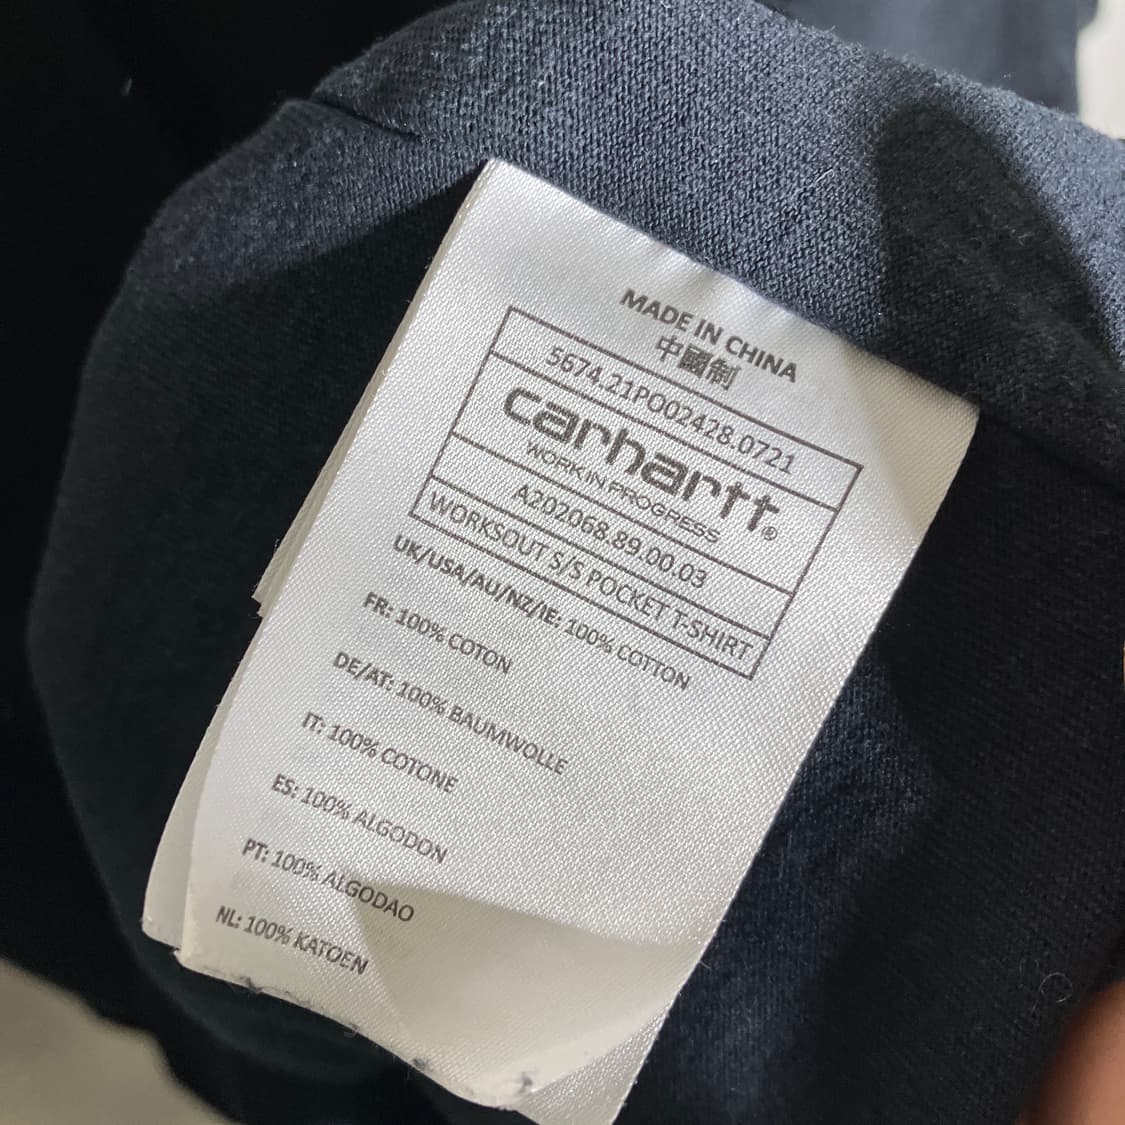 MADE IN CHINA
中國制
5674.21PO02428.0721
carhartt®
WORK IN PROGRESS
A202068.89.00.03
WORKSOUT S/S POCKET T-SHIRT
UK/USA/AU/NZ/IE: 100% COTTON
FR: 100% COTON
DE/AT: 100% BAUMWOLLE
IT: 100% COTONE
ES: 100% ALGODON
PT: 100% ALGODAO
NL: 100% KATOEN